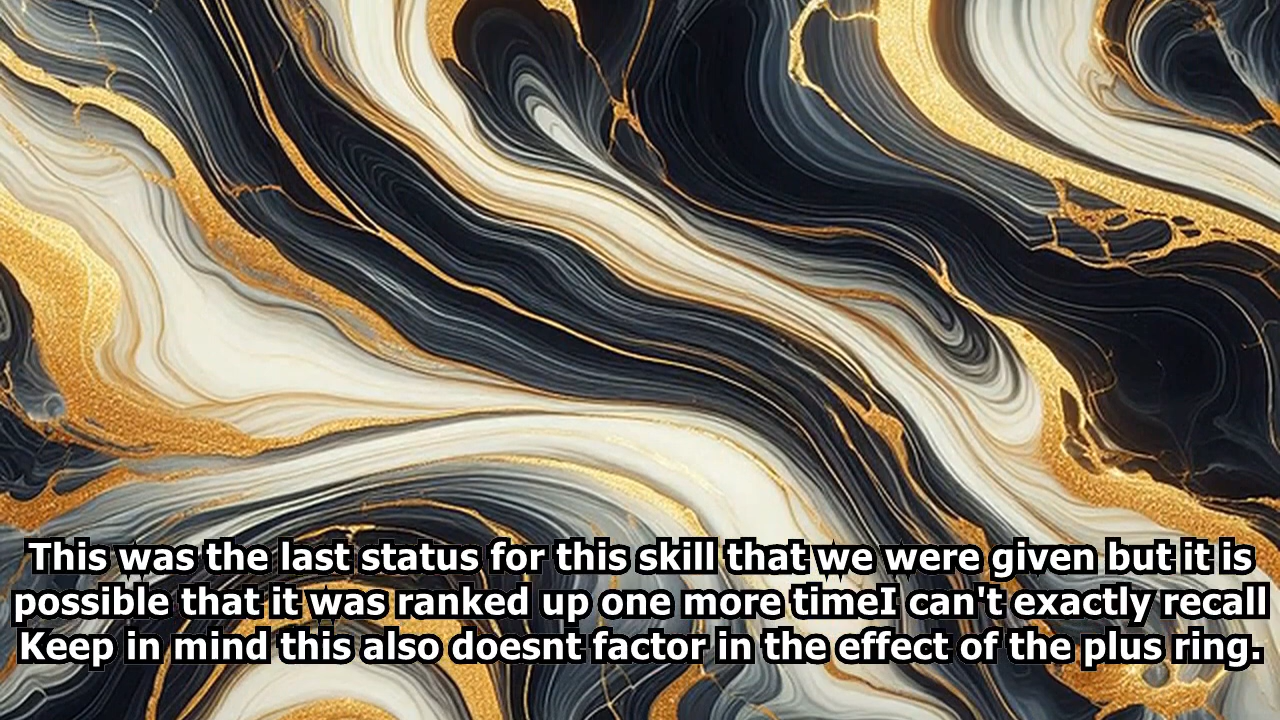 This was the last status for this skill that we were given but it is
possible that it was ranked up one more timeI can't exactly recall
Keep in mind this also doesnt factor in the effect of the plus ring.